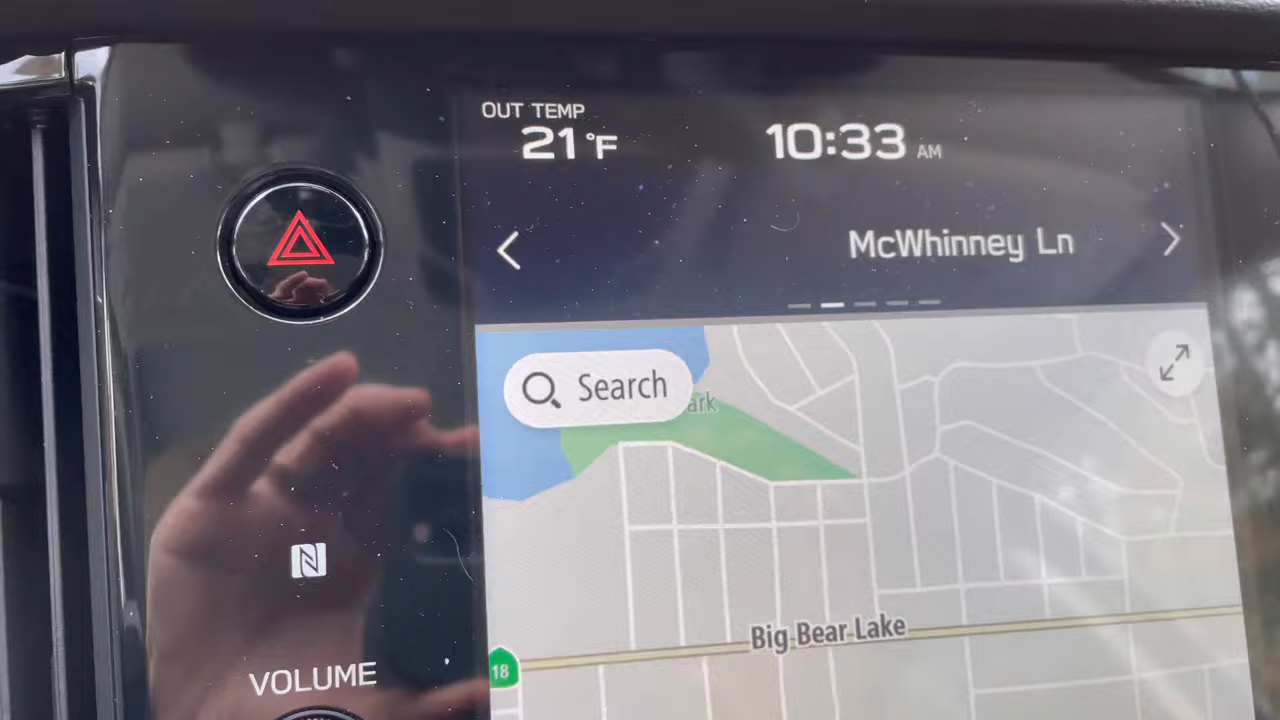 OUT TEMP
21°F
10:33 AM
McWhinney Ln
Search
ark
Big Bear Lake
18
VOLUME